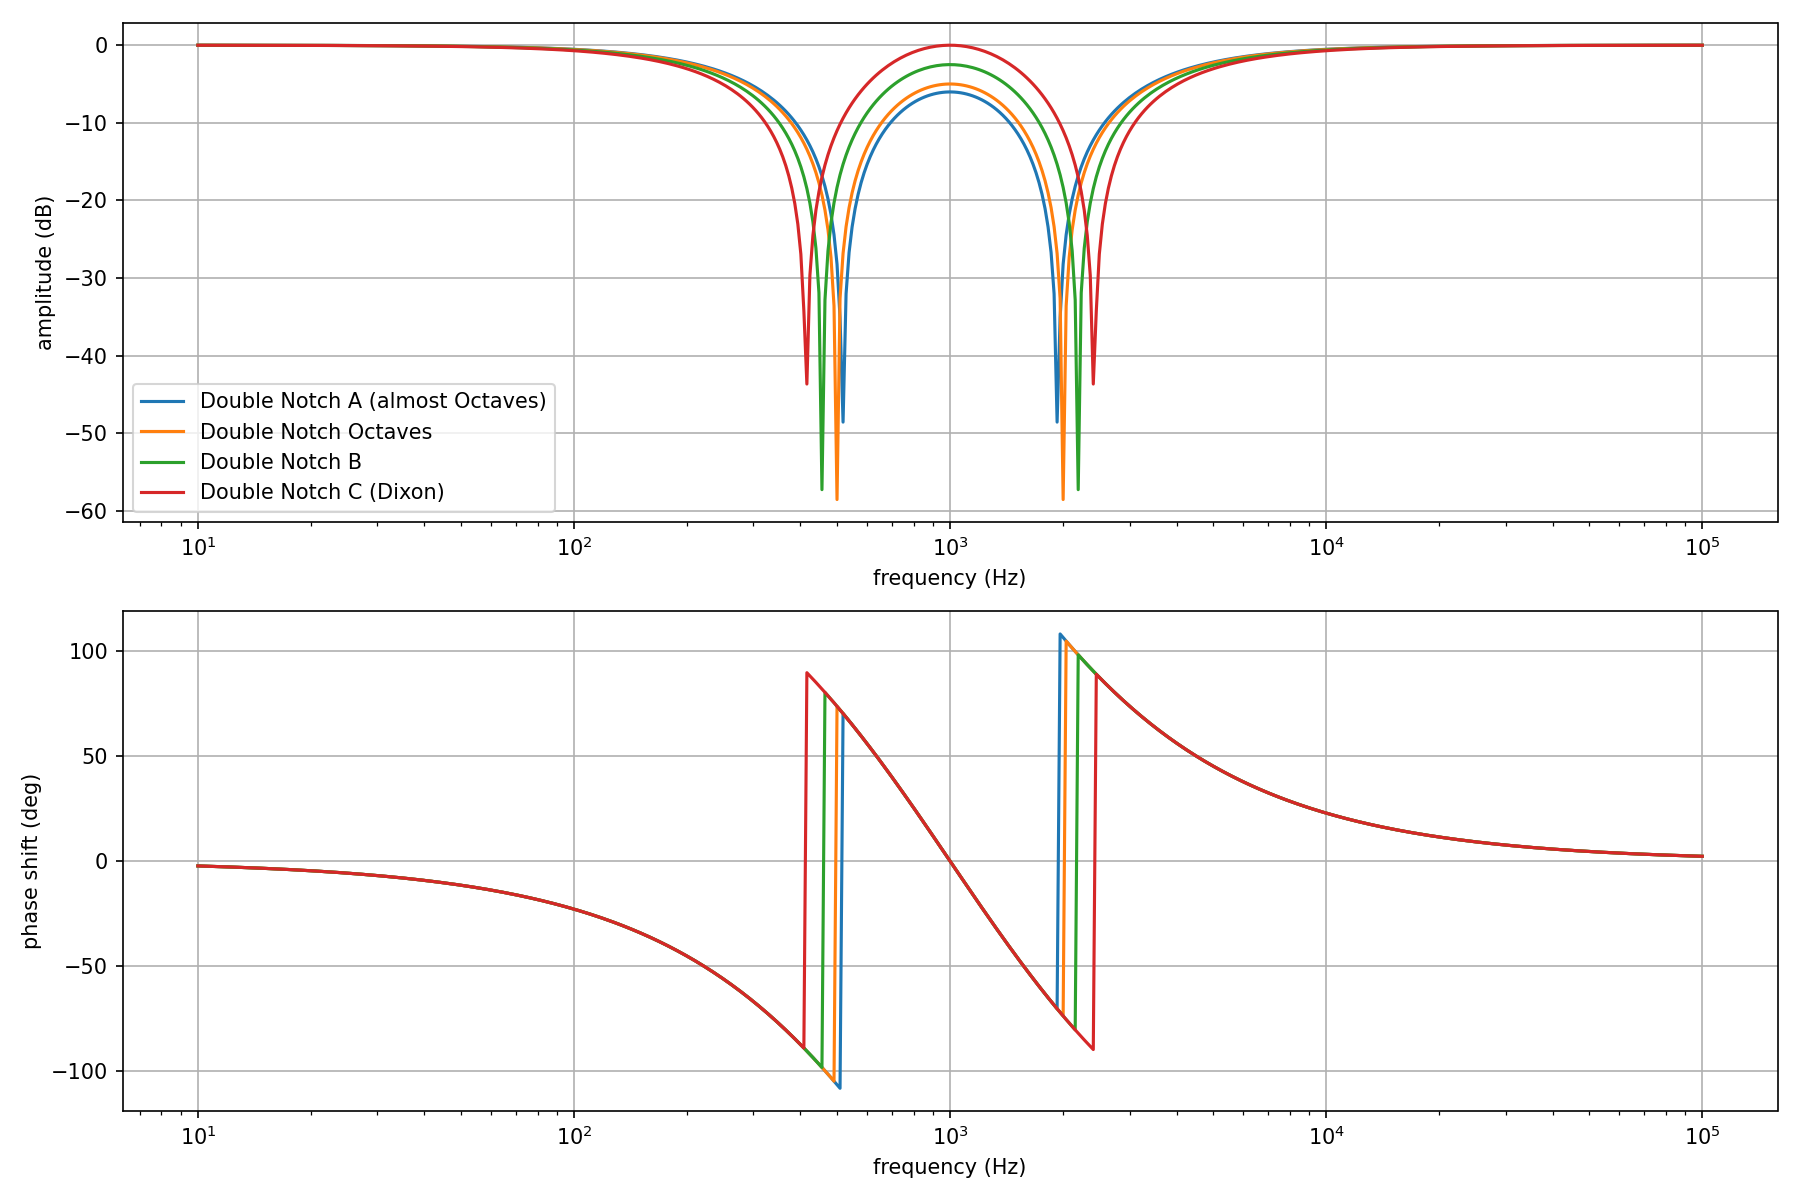 0
−10
−20
−30
−40
−50
−60
amplitude (dB)
Double Notch A (almost Octaves)
Double Notch Octaves
Double Notch B
Double Notch C (Dixon)
10¹ 10² 10³ 10⁴ 10⁵
frequency (Hz)
100
50
0
−50
−100
phase shift (deg)
10¹ 10² 10³ 10⁴ 10⁵
frequency (Hz)